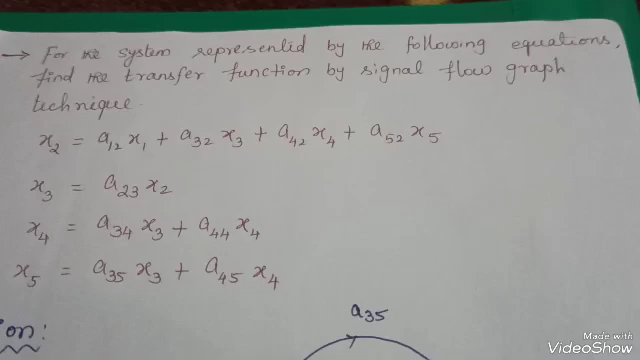 → For the system represented by the following equations,
find the transfer function by signal flow graph
technique.
x₂ = a₁₂ x₁ + a₃₂ x₃ + a₄₂ x₄ + a₅₂ x₅
x₃ = a₂₃ x₂
x₄ = a₃₄ x₃ + a₄₄ x₄
x₅ = a₃₅ x₃ + a₄₅ x₄
ion:
a₃₅
Made with
VideoShow